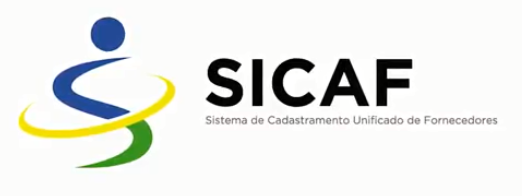 SICAF
Sistema de Cadastramento Unificado de Fornecedores